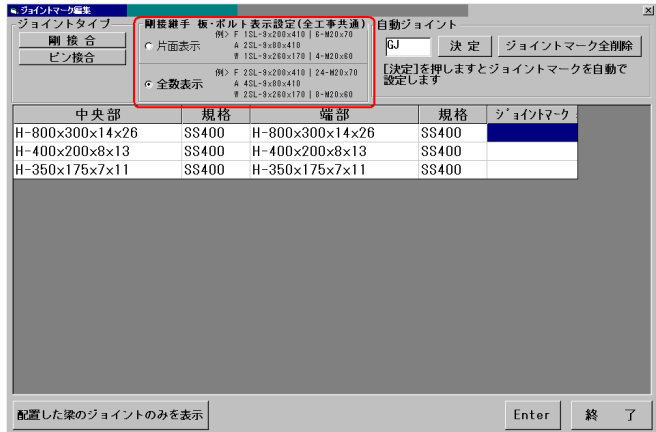 ジョイントマーク編集
ジョイントタイプ
剛 接 合
ピン接合
剛接継手 板・ボルト表示設定(全工事共通)
片面表示
例> F 1SL-9x200x410 | 6-M20x70
A 2SL-9x80x410
W 1SL-9x260x170 | 4-M20x60
全数表示
例> F 2SL-9x200x410 | 24-M20x70
A 4SL-9x80x410
W 2SL-9x260x170 | 8-M20x60
自動ジョイント
GJ
決 定
ジョイントマーク全削除
[決定]を押しますとジョイントマークを自動で
設定します
中央部 規格 端部 規格 ジョイントマーク
H-800x300x14x26 SS400 H-800x300x14x26 SS400
H-400x200x8x13 SS400 H-400x200x8x13 SS400
H-350x175x7x11 SS400 H-350x175x7x11 SS400
配置した梁のジョイントのみを表示
Enter
終 了